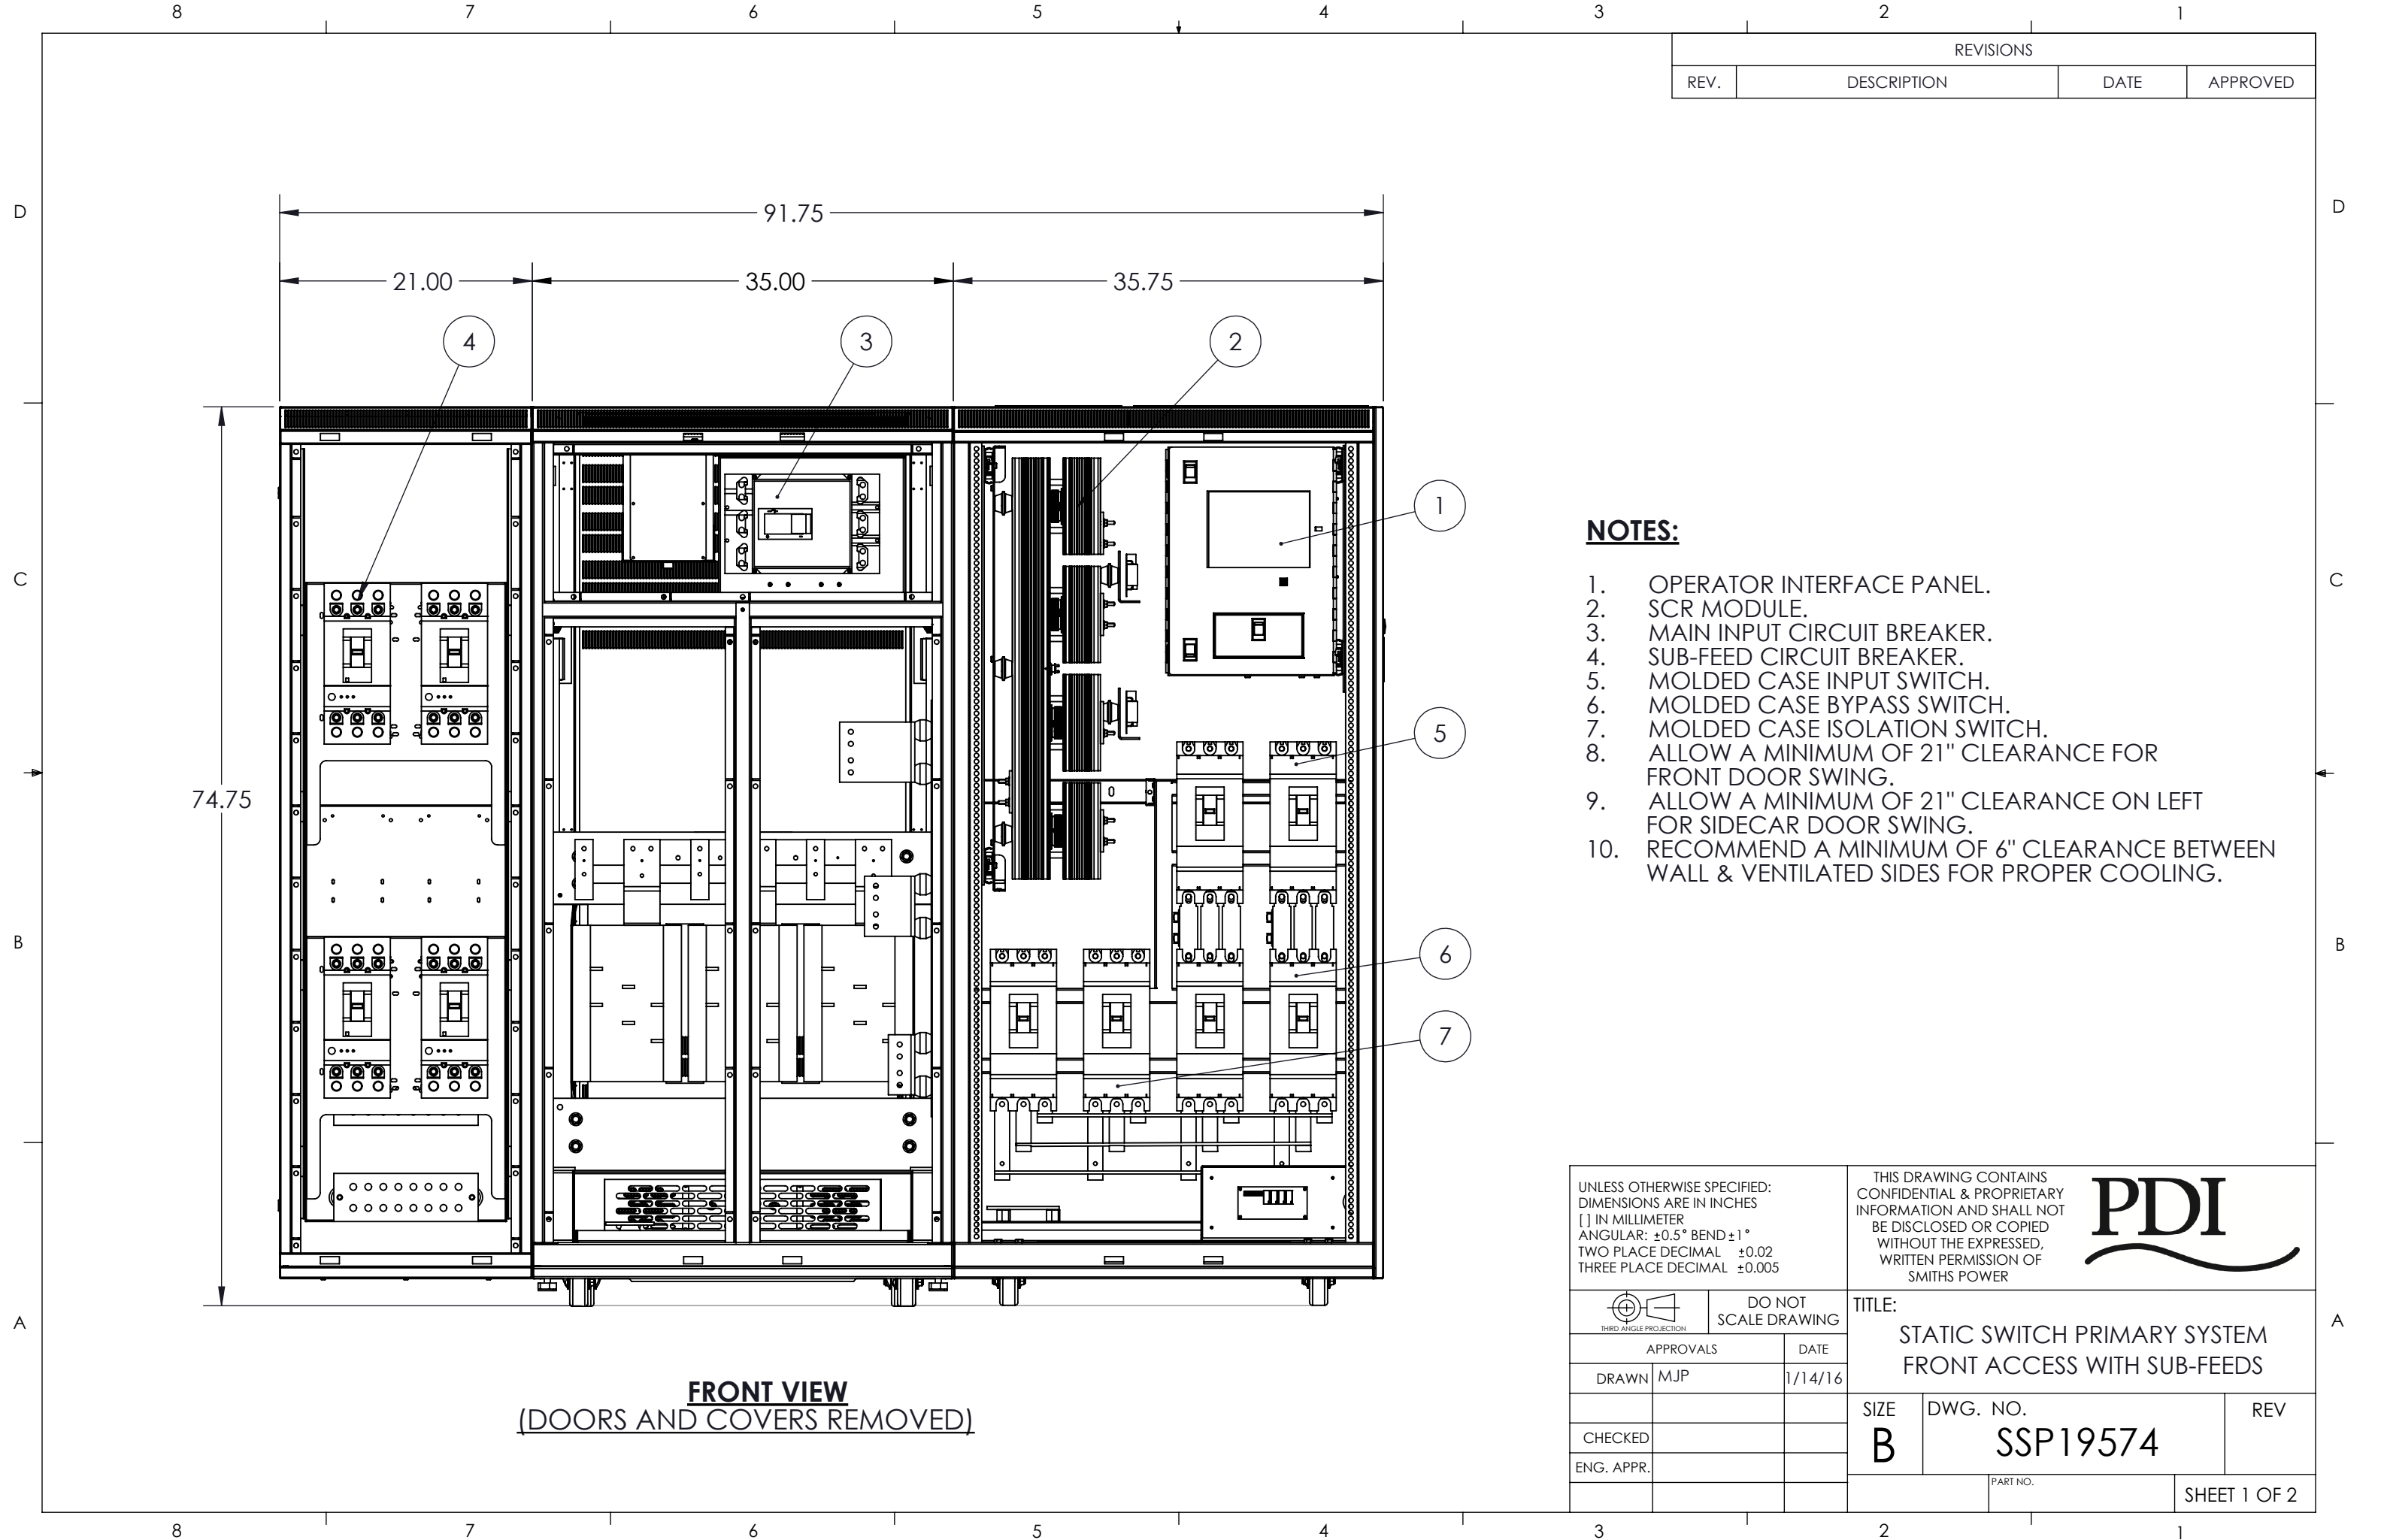 8 7 6 5 4 3 2 1
REVISIONS
REV. DESCRIPTION DATE APPROVED
D D
91.75
21.00 35.00 35.75
4 3 2
1
5
6
7
74.75
C C
B B
A A
NOTES:
1. OPERATOR INTERFACE PANEL.
2. SCR MODULE.
3. MAIN INPUT CIRCUIT BREAKER.
4. SUB-FEED CIRCUIT BREAKER.
5. MOLDED CASE INPUT SWITCH.
6. MOLDED CASE BYPASS SWITCH.
7. MOLDED CASE ISOLATION SWITCH.
8. ALLOW A MINIMUM OF 21" CLEARANCE FOR
FRONT DOOR SWING.
9. ALLOW A MINIMUM OF 21" CLEARANCE ON LEFT
FOR SIDECAR DOOR SWING.
10. RECOMMEND A MINIMUM OF 6" CLEARANCE BETWEEN
WALL & VENTILATED SIDES FOR PROPER COOLING.
FRONT VIEW
(DOORS AND COVERS REMOVED)
UNLESS OTHERWISE SPECIFIED:
DIMENSIONS ARE IN INCHES
[ ] IN MILLIMETER
ANGULAR: ±0.5° BEND ±1°
TWO PLACE DECIMAL ±0.02
THREE PLACE DECIMAL ±0.005
THIS DRAWING CONTAINS
CONFIDENTIAL & PROPRIETARY
INFORMATION AND SHALL NOT
BE DISCLOSED OR COPIED
WITHOUT THE EXPRESSED,
WRITTEN PERMISSION OF
SMITHS POWER
PDI
THIRD ANGLE PROJECTION
DO NOT
SCALE DRAWING
APPROVALS DATE
DRAWN MJP 1/14/16
CHECKED
ENG. APPR.
TITLE:
STATIC SWITCH PRIMARY SYSTEM
FRONT ACCESS WITH SUB-FEEDS
SIZE DWG. NO. REV
B SSP19574
PART NO.
SHEET 1 OF 2
8 7 6 5 4 3 2 1